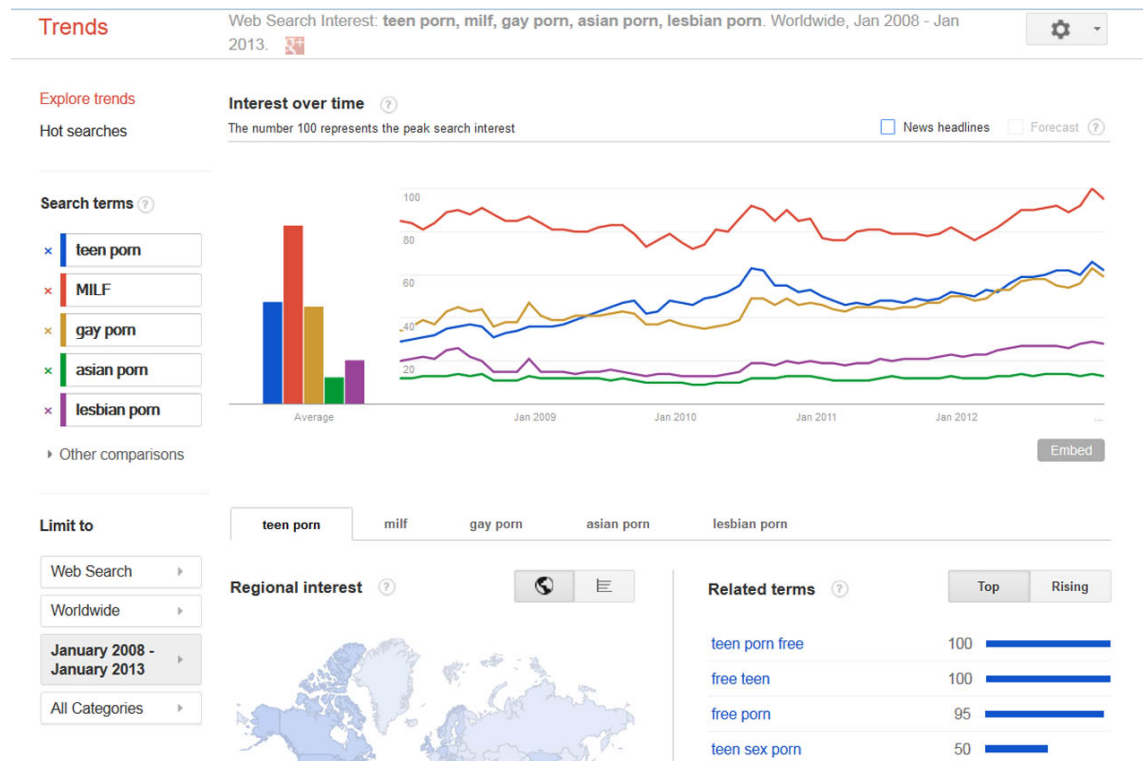 Trends
Web Search Interest: teen porn, milf, gay porn, asian porn, lesbian porn. Worldwide, Jan 2008 - Jan
2013.
Explore trends
Hot searches
Interest over time ?
The number 100 represents the peak search interest
News headlines
Forecast ?
Search terms ?
× teen porn
× MILF
× gay porn
× asian porn
× lesbian porn
Other comparisons
100
80
60
40
20
Average
Jan 2009
Jan 2010
Jan 2011
Jan 2012
...
Embed
Limit to
Web Search
Worldwide
January 2008 -
January 2013
All Categories
teen porn
milf
gay porn
asian porn
lesbian porn
Regional interest ?
Related terms ?
Top
Rising
teen porn free 100
free teen 100
free porn 95
teen sex porn 50